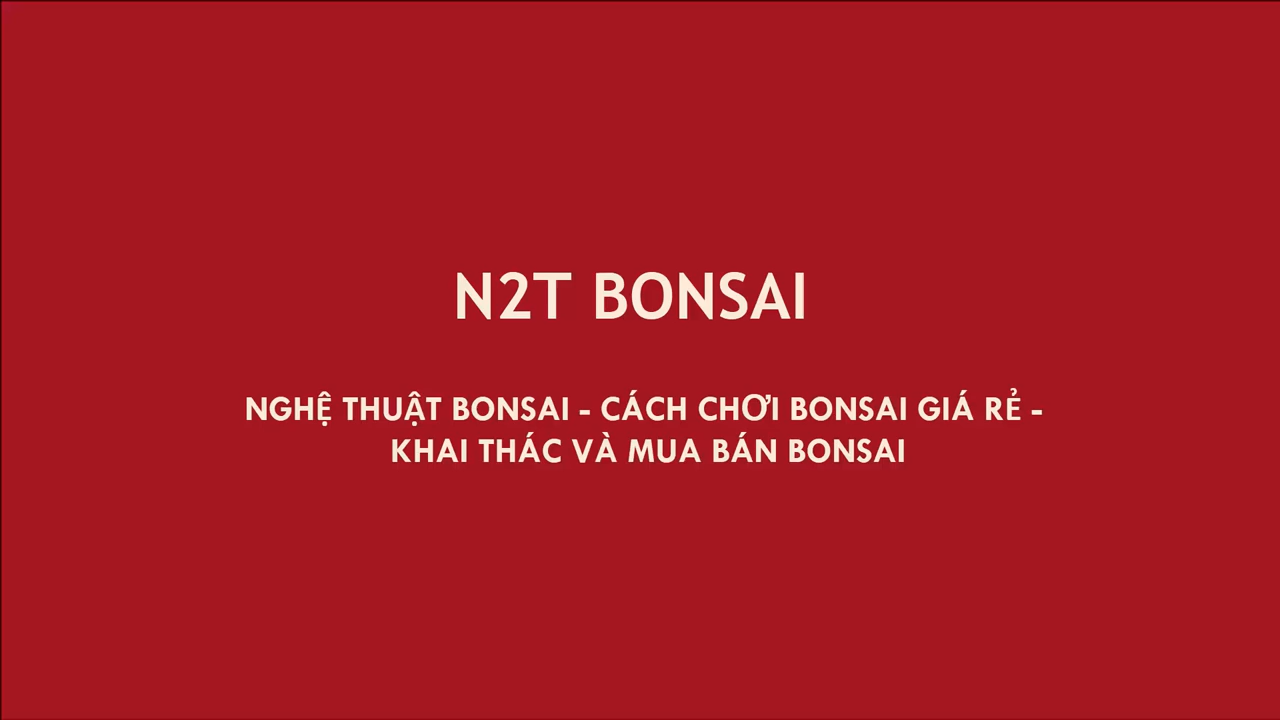 N2T BONSAI
NGHỆ THUẬT BONSAI - CÁCH CHƠI BONSAI GIÁ RẺ -
KHAI THÁC VÀ MUA BÁN BONSAI